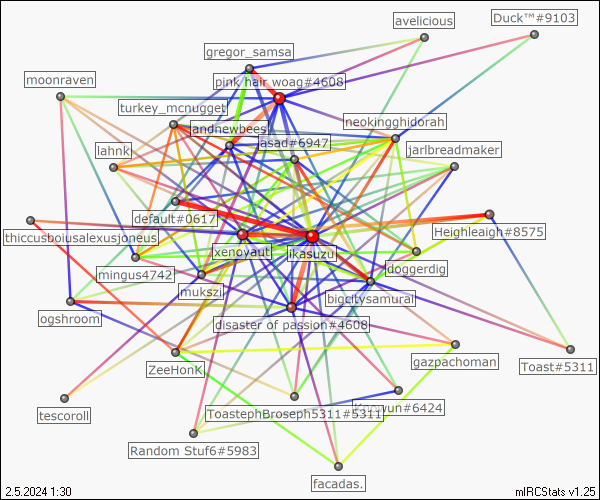 Duck™#9103
avelicious
gregor_samsa
moonraven
pink hair woag#4608
turkey_mcnugget
neokingghidorah
andnewbees
asad#6947
lahnk
jarlbreadmaker
default#0617
thiccusboiusalexusjoneus
Heigheaigh#8575
xenoyaut
ikasuzu
doggerdig
mingus4742
mukszi
bigcitysamurai
ogshroom
disaster of passion#4608
gazpachoman
ZeeHonK
Toast#5311
ToastephBroseph5311#5311
#6424
tescoroll
Random Stuf6#5983
facadas.
2.5.2024 1:30
mIRCStats v1.25